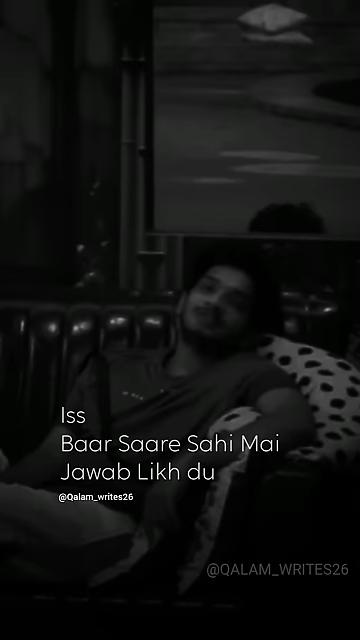 Iss
Baar Saare Sahi Mai
Jawab Likh du
@Qalam_writes26
@QALAM_WRITES26